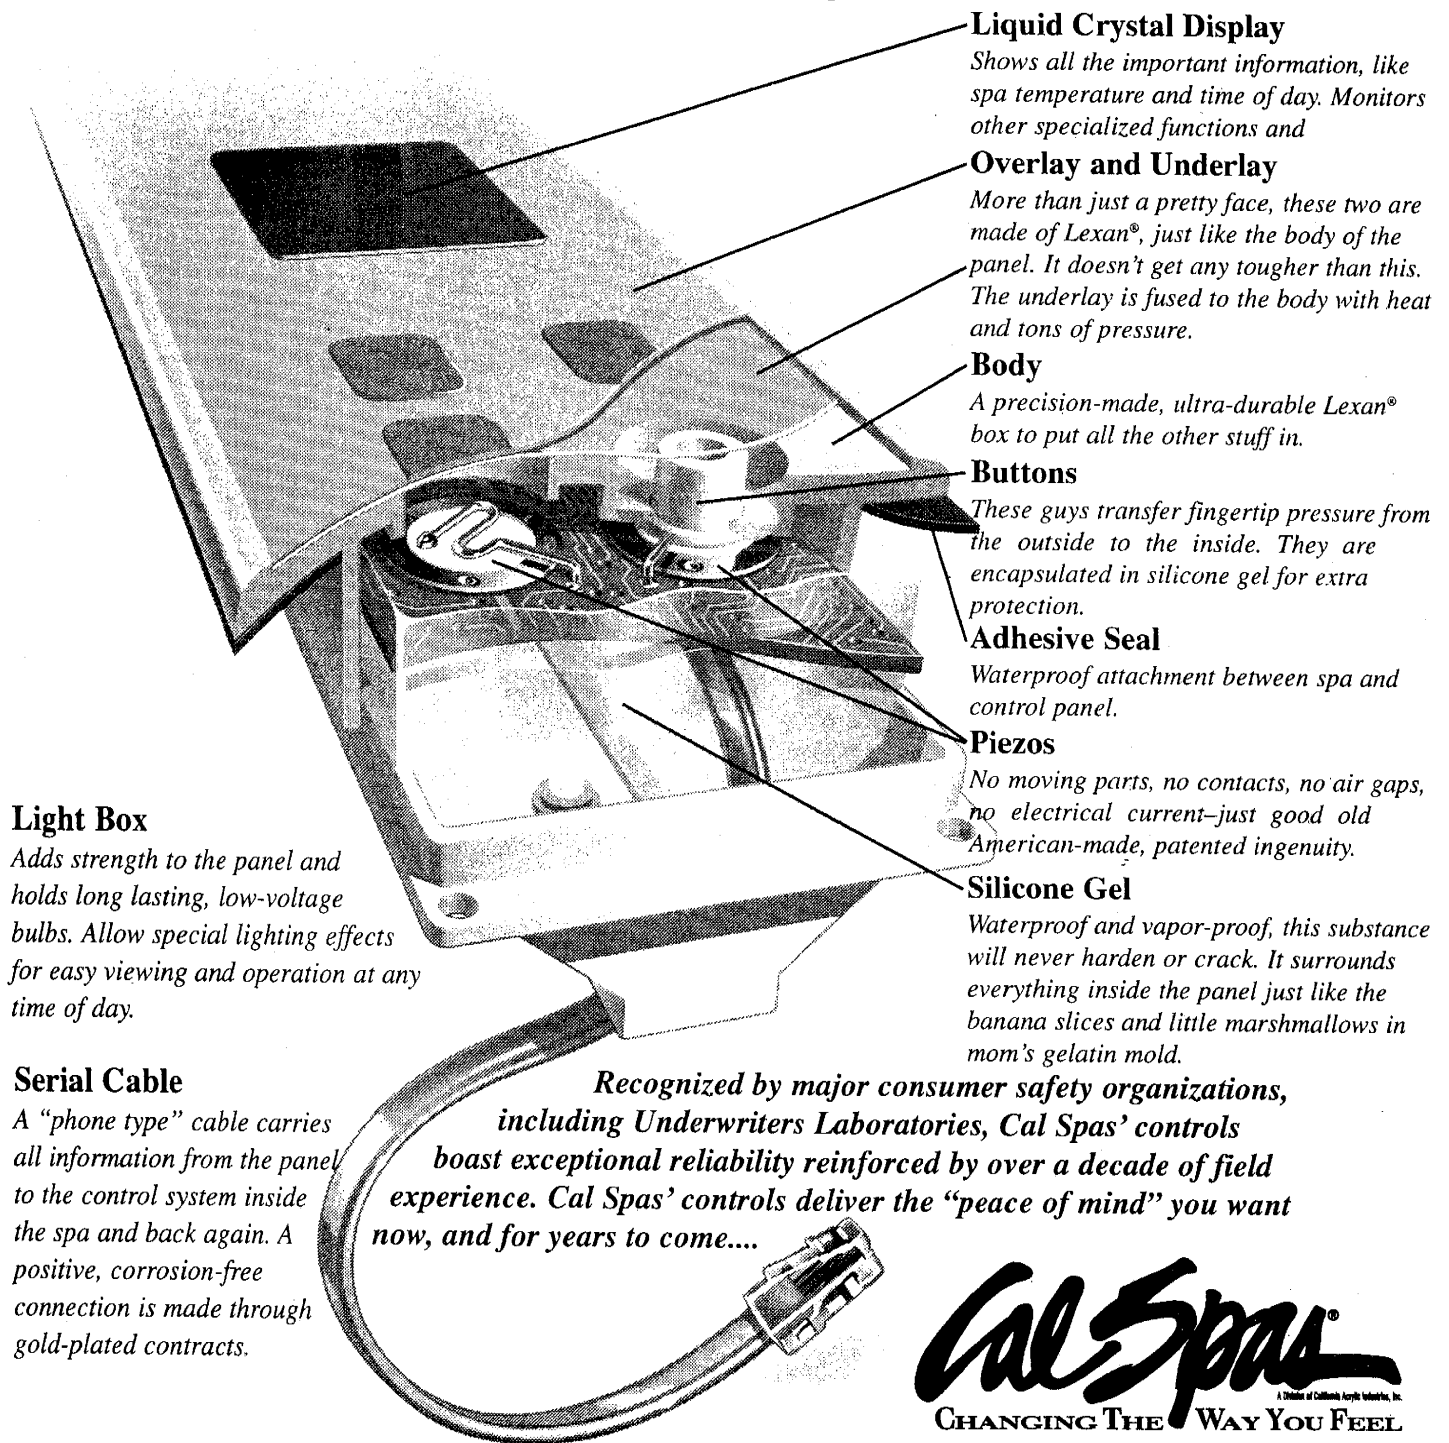 Liquid Crystal Display
Shows all the important information, like
spa temperature and time of day. Monitors
other specialized functions and
Overlay and Underlay
More than just a pretty face, these two are
made of Lexan®, just like the body of the
panel. It doesn't get any tougher than this.
The underlay is fused to the body with heat
and tons of pressure.
Body
A precision-made, ultra-durable Lexan®
box to put all the other stuff in.
Buttons
These guys transfer fingertip pressure from
the outside to the inside. They are
encapsulated in silicone gel for extra
protection.
Adhesive Seal
Waterproof attachment between spa and
control panel.
Piezos
No moving parts, no contacts, no air gaps,
no electrical current–just good old
American-made, patented ingenuity.
Silicone Gel
Waterproof and vapor-proof, this substance
will never harden or crack. It surrounds
everything inside the panel just like the
banana slices and little marshmallows in
mom's gelatin mold.
Light Box
Adds strength to the panel and
holds long lasting, low-voltage
bulbs. Allow special lighting effects
for easy viewing and operation at any
time of day.
Serial Cable
A “phone type” cable carries
all information from the panel
to the control system inside
the spa and back again. A
positive, corrosion-free
connection is made through
gold-plated contracts.
Recognized by major consumer safety organizations,
including Underwriters Laboratories, Cal Spas' controls
boast exceptional reliability reinforced by over a decade of field
experience. Cal Spas' controls deliver the “peace of mind” you want
now, and for years to come....
Cal Spas®
A Division of California Acrylic Industries, Inc.
CHANGING THE WAY YOU FEEL